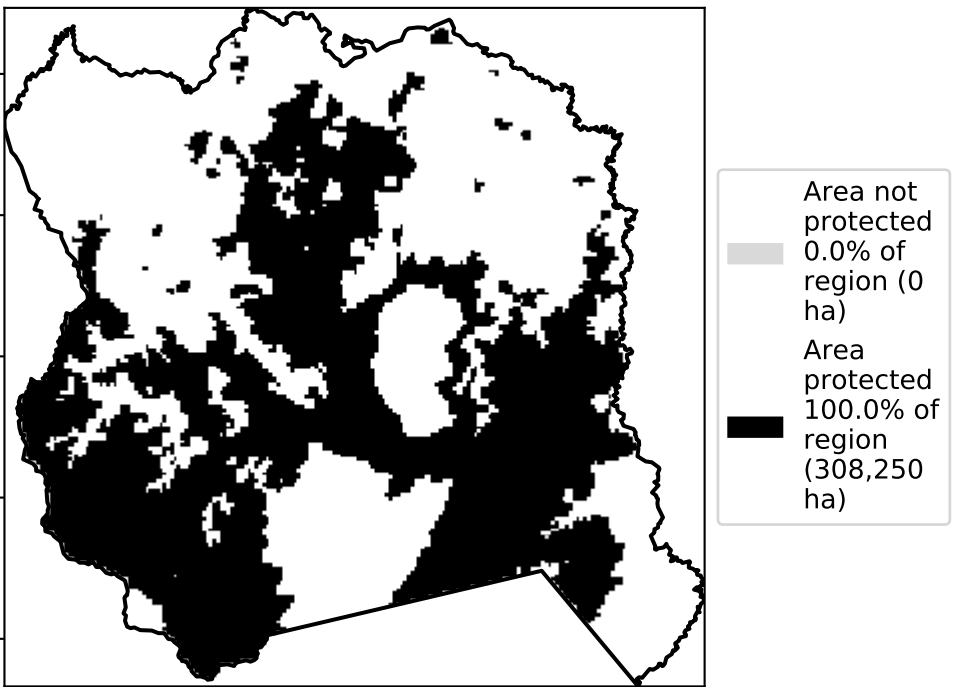 Area not
protected
0.0% of
region (0
ha)
Area
protected
100.0% of
region
(308,250
ha)